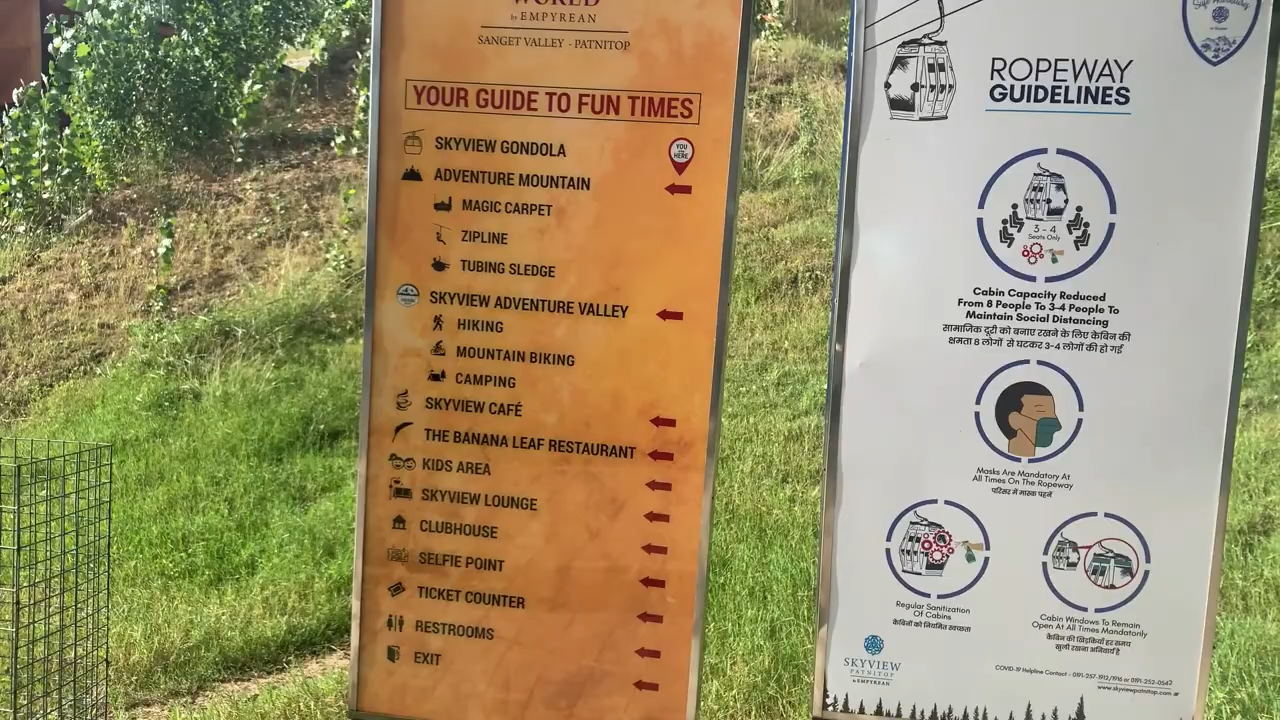 WORLD
by EMPYREAN
SANGET VALLEY - PATNITOP
YOUR GUIDE TO FUN TIMES
SKYVIEW GONDOLA
YOU
HERE
ADVENTURE MOUNTAIN
MAGIC CARPET
ZIPLINE
TUBING SLEDGE
SKYVIEW ADVENTURE VALLEY
HIKING
MOUNTAIN BIKING
CAMPING
SKYVIEW CAFÉ
THE BANANA LEAF RESTAURANT
KIDS AREA
SKYVIEW LOUNGE
CLUBHOUSE
SELFIE POINT
TICKET COUNTER
RESTROOMS
EXIT
ROPEWAY
GUIDELINES
3 - 4
Seats Only
Cabin Capacity Reduced
From 8 People To 3-4 People To
Maintain Social Distancing
सामाजिक दूरी को बनाए रखने के लिए केबिन की
क्षमता 8 लोगों से घटकर 3-4 लोगों की हो गई
Masks Are Mandatory At
All Times On The Ropeway
परिसर में मास्क पहनें
Regular Sanitization
Of Cabins
केबिनों की नियमित स्वच्छता
Cabin Windows To Remain
Open At All Times Mandatorily
केबिन की खिड़कियाँ हर समय
खुली रखना अनिवार्य है
SKYVIEW
PATNITOP
by EMPYREAN
COVID-19 Helpline Contact - 0191-257-1912/1916 or 0191-252-0542
www.skyviewpatnitop.com